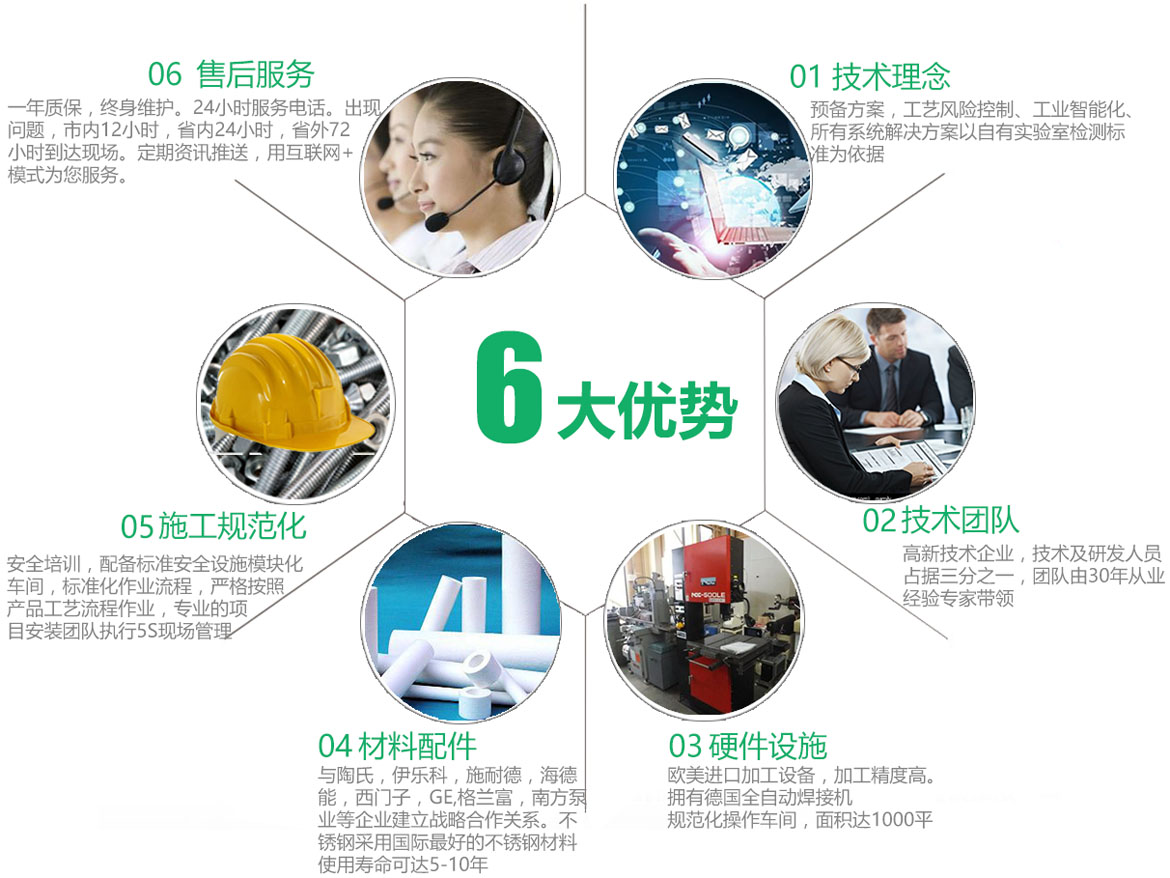 6大优势
01 技术理念
预备方案，工艺风险控制、工业智能化、
所有系统解决方案以自有实验室检测标
准为依据
02技术团队
高新技术企业，技术及研发人员
占据三分之一，团队由30年从业
经验专家带领
03 硬件设施
欧美进口加工设备，加工精度高。
拥有德国全自动焊接机
规范化操作车间，面积达1000平
04 材料配件
与陶氏，伊乐科，施耐德，海德
能，西门子，GE,格兰富，南方泵
业等企业建立战略合作关系。不
锈钢采用国际最好的不锈钢材料
使用寿命可达5-10年
05施工规范化
安全培训，配备标准安全设施模块化
车间，标准化作业流程，严格按照
产品工艺流程作业，专业的项
目安装团队执行5S现场管理
06 售后服务
一年质保，终身维护。24小时服务电话。出现
问题，市内12小时，省内24小时，省外72
小时到达现场。定期资讯推送，用互联网+
模式为您服务。